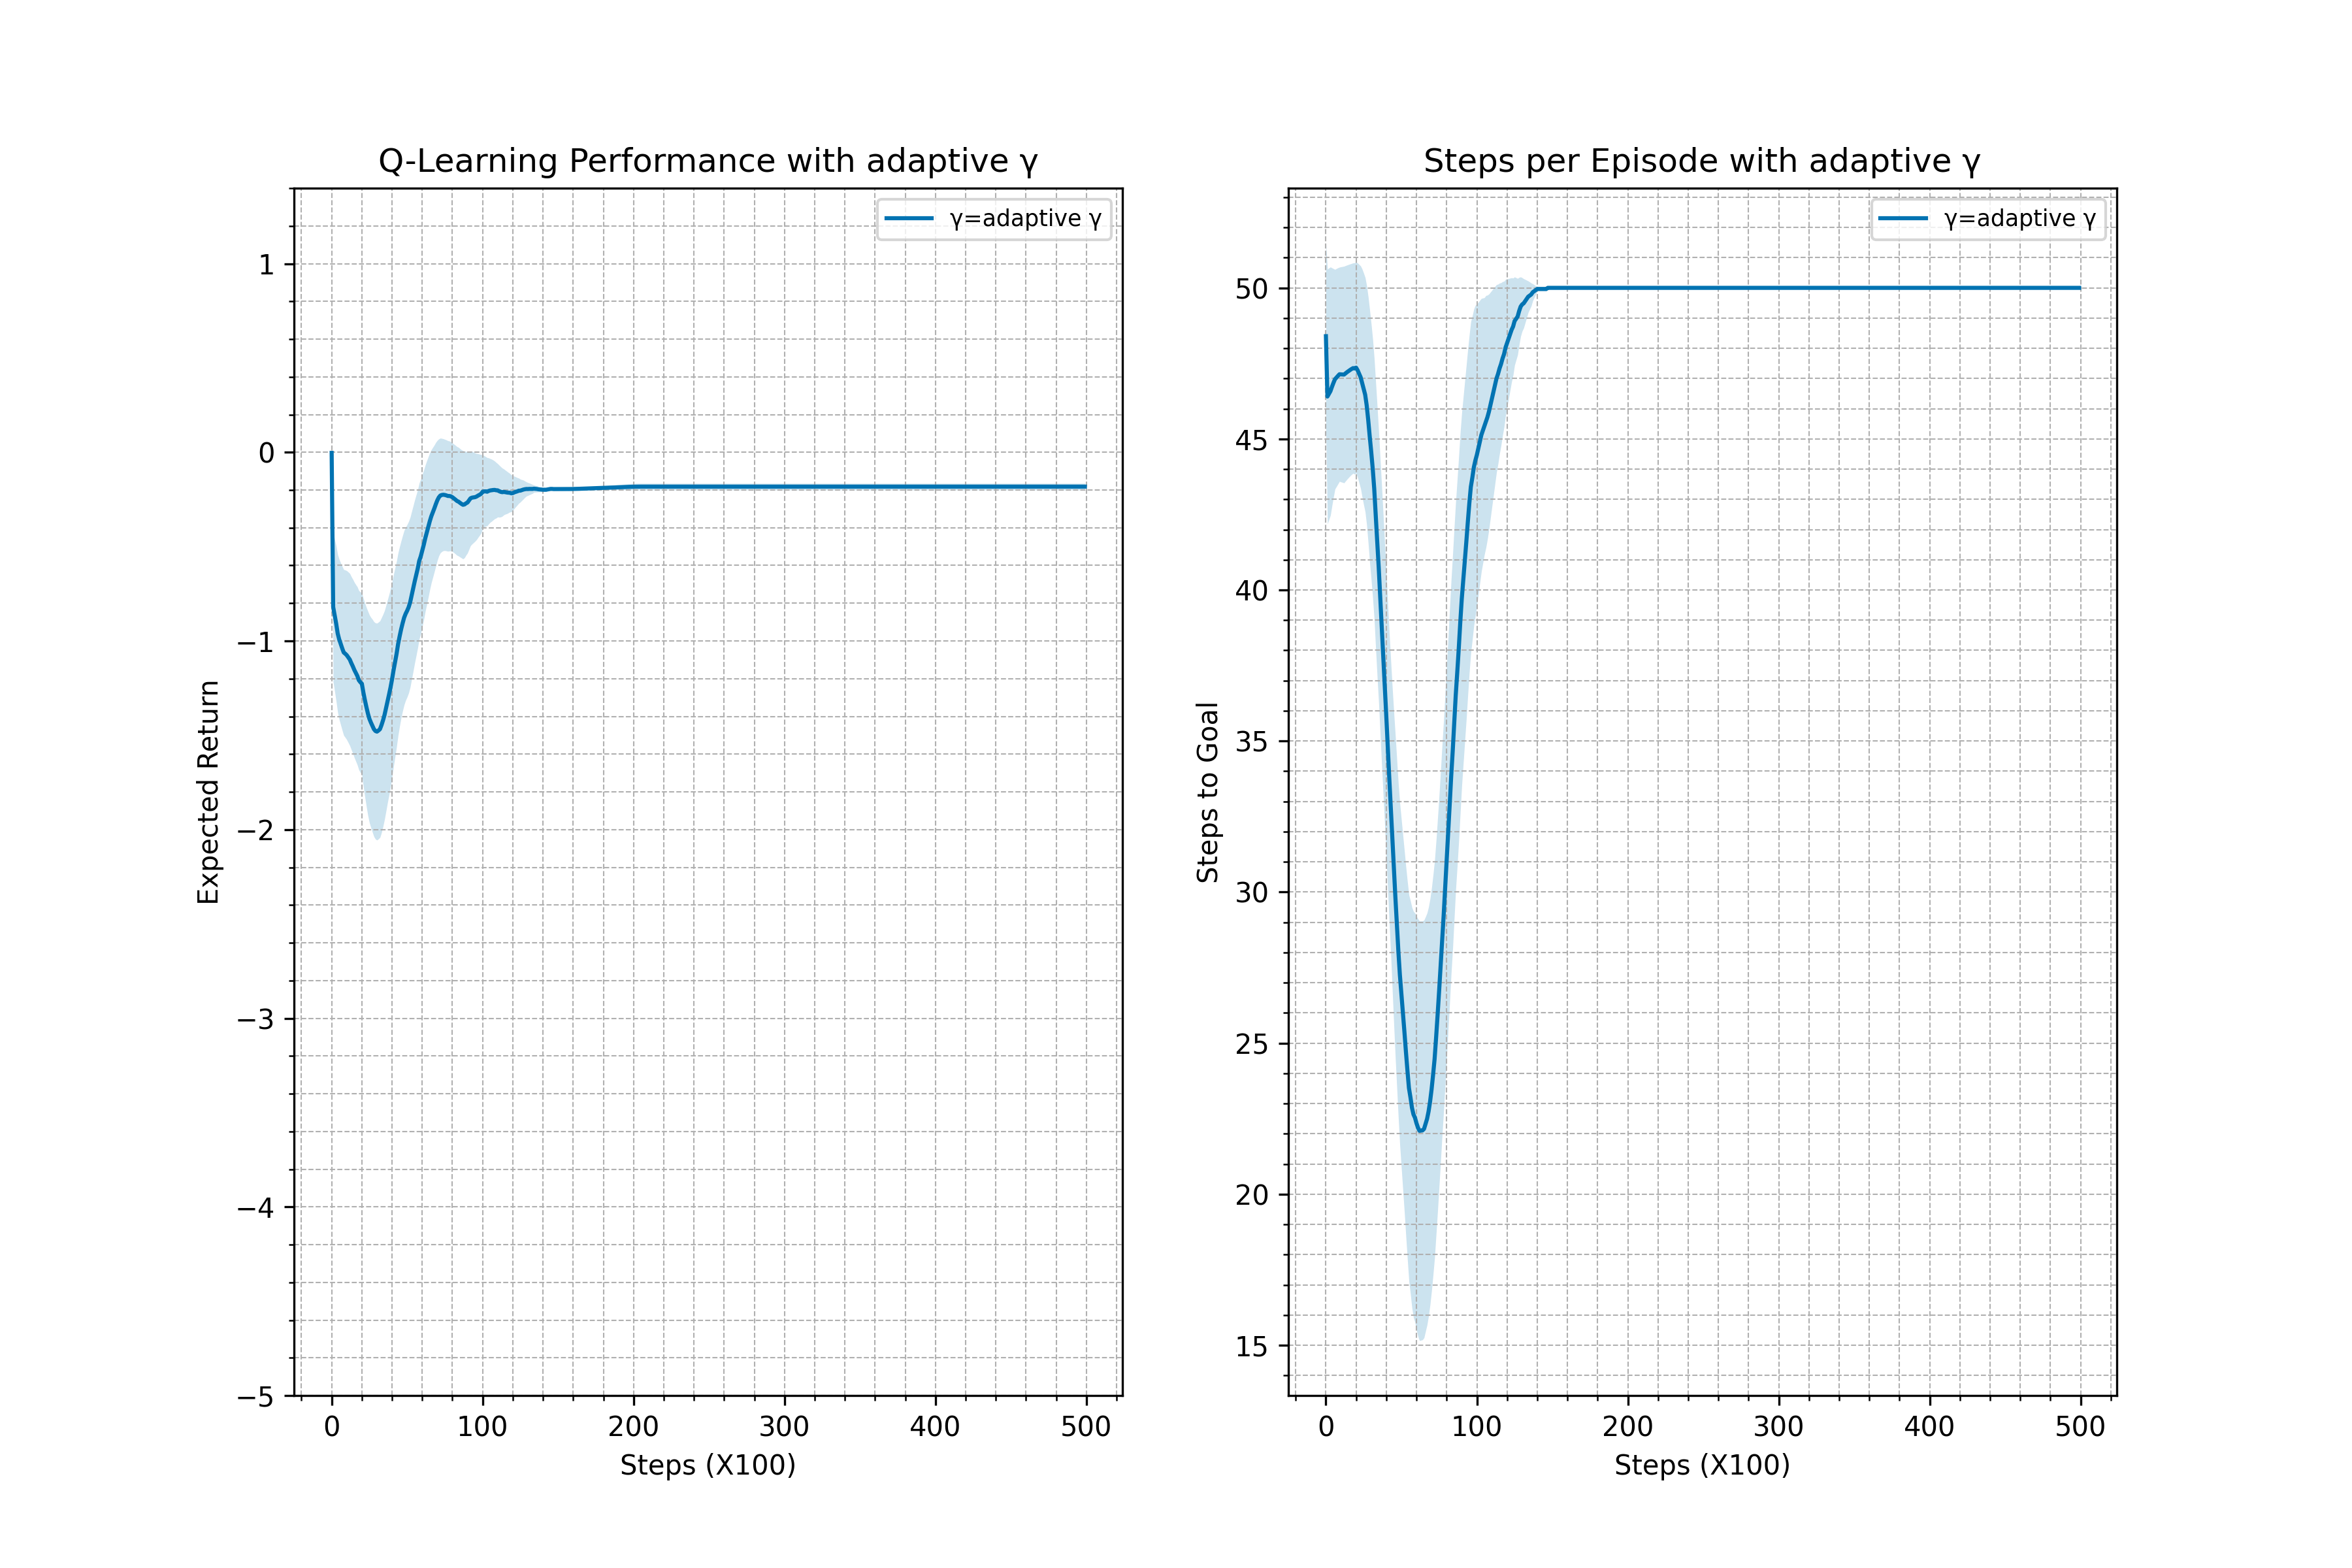 Q-Learning Performance with adaptive γ
γ=adaptive γ
1
0
−1
−2
−3
−4
−5
Expected Return
0 100 200 300 400 500
Steps (X100)
Steps per Episode with adaptive γ
γ=adaptive γ
50
45
40
35
30
25
20
15
Steps to Goal
0 100 200 300 400 500
Steps (X100)